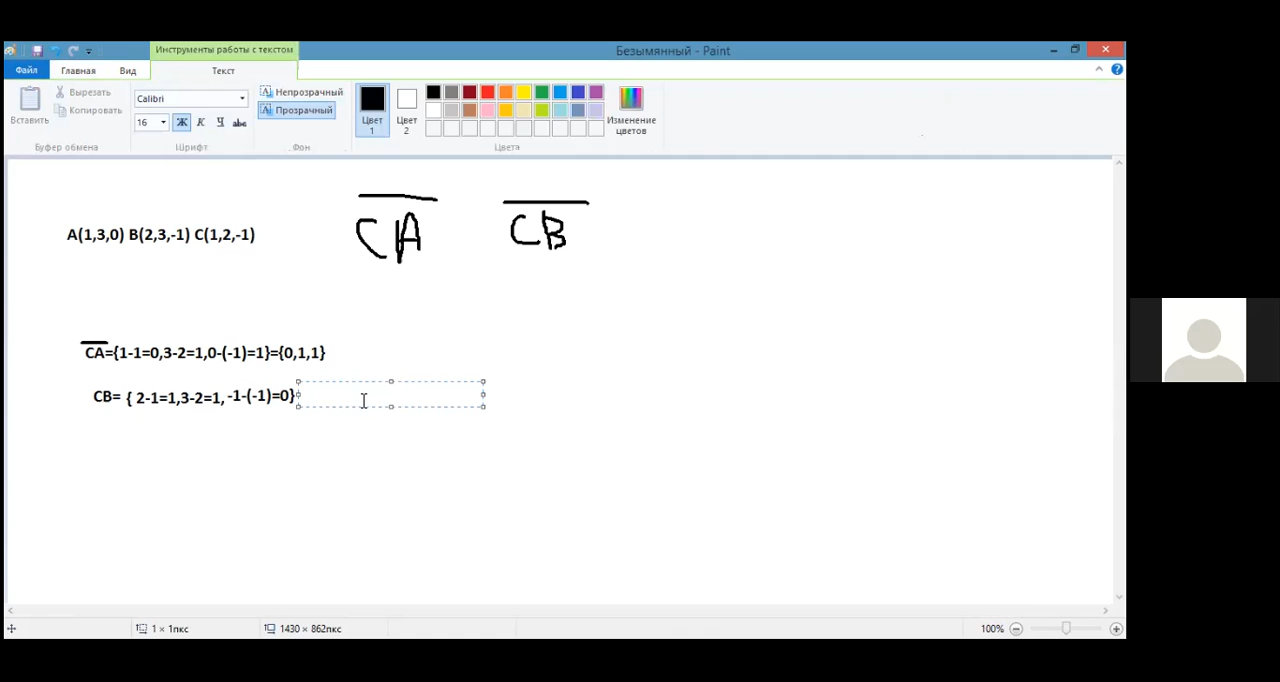 Инструменты работы с текстом
Безымянный - Paint
Файл Главная Вид Текст
Вставить
Вырезать
Копировать
Буфер обмена
Calibri
16 Ж К Ч abc
Шрифт
Непрозрачный
Прозрачный
Фон
Цвет 1
Цвет 2
Изменение цветов
Цвета
CA CB
A(1,3,0) B(2,3,-1) C(1,2,-1)
CA={1-1=0,3-2=1,0-(-1)=1}={0,1,1}
CB= { 2-1=1,3-2=1, -1-(-1)=0}
1 × 1пкс
1430 × 862пкс
100%